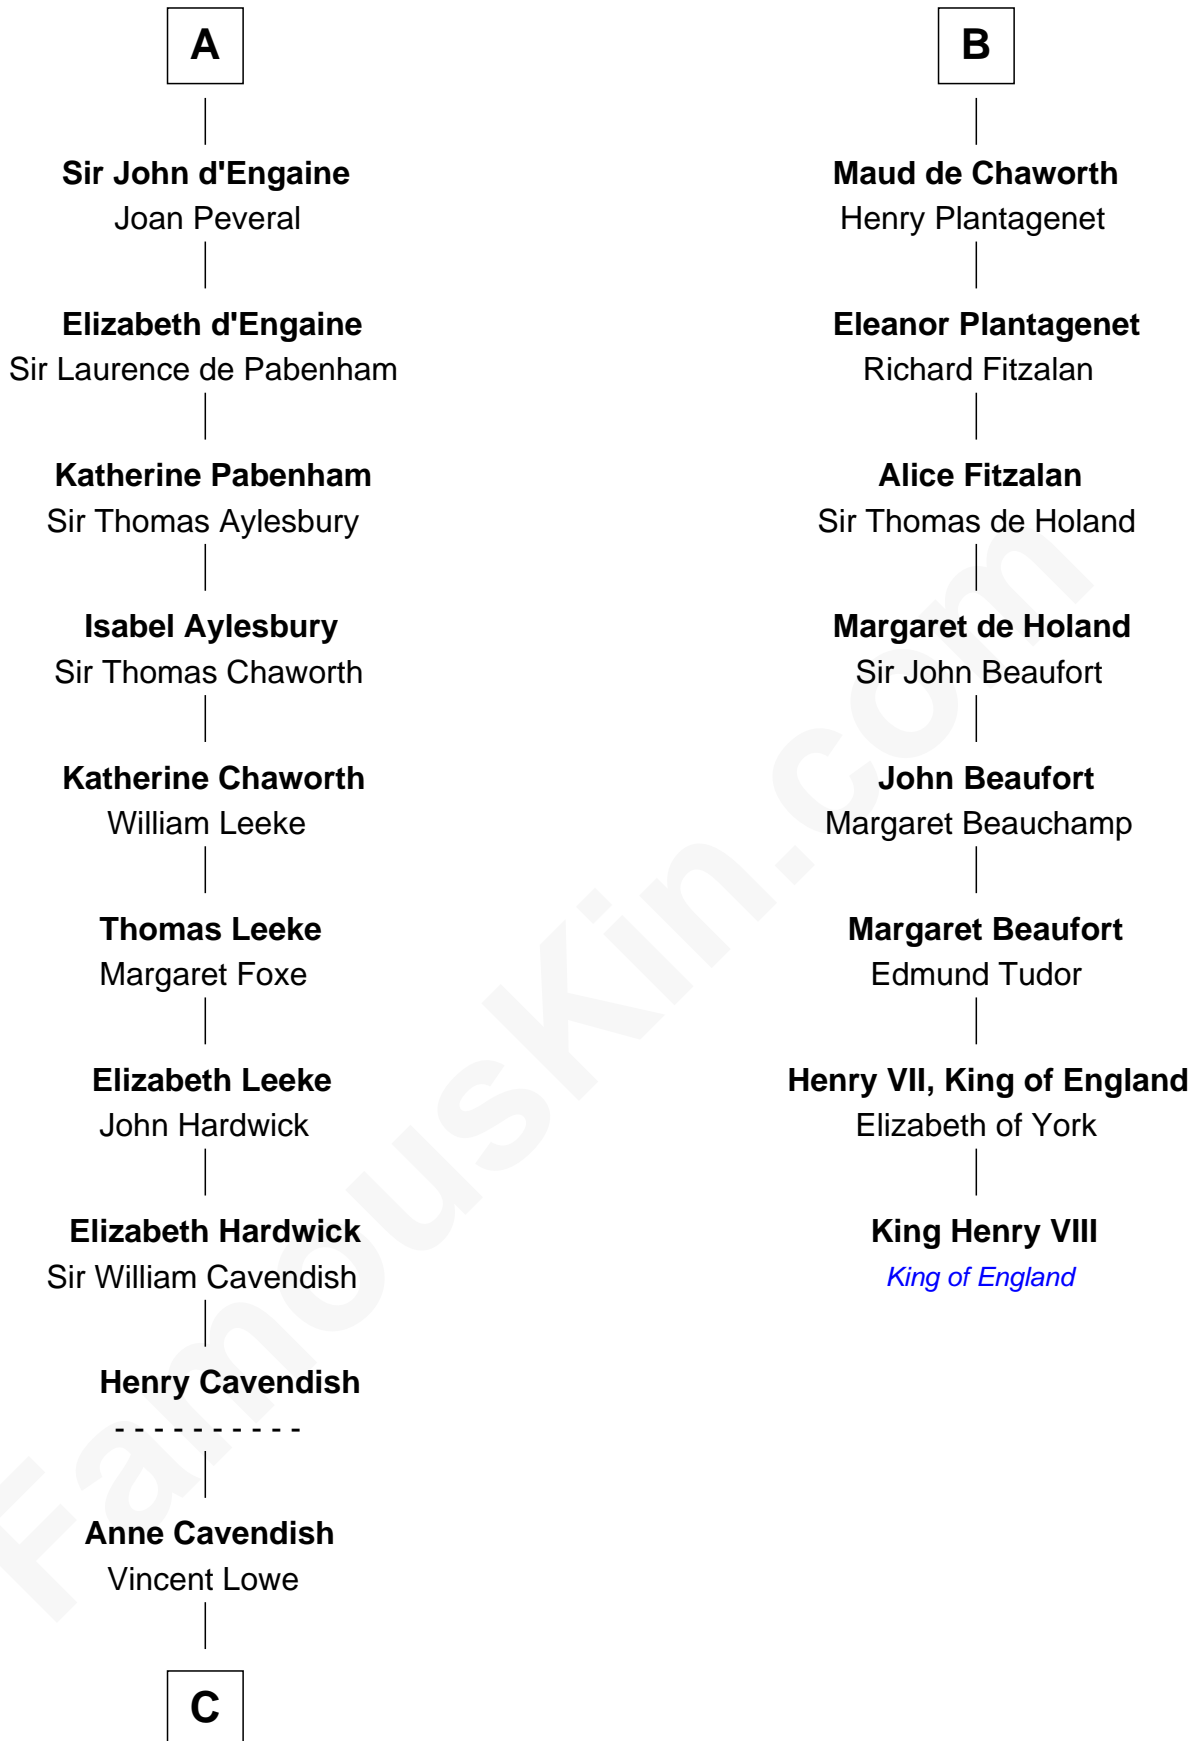 A
Sir John d'Engaine
Joan Peveral
Elizabeth d'Engaine
Sir Laurence de Pabenham
Katherine Pabenham
Sir Thomas Aylesbury
Isabel Aylesbury
Sir Thomas Chaworth
Katherine Chaworth
William Leeke
Thomas Leeke
Margaret Foxe
Elizabeth Leeke
John Hardwick
Elizabeth Hardwick
Sir William Cavendish
Henry Cavendish
- - - - - - - - - -
Anne Cavendish
Vincent Lowe
C
B
Maud de Chaworth
Henry Plantagenet
Eleanor Plantagenet
Richard Fitzalan
Alice Fitzalan
Sir Thomas de Holand
Margaret de Holand
Sir John Beaufort
John Beaufort
Margaret Beauchamp
Margaret Beaufort
Edmund Tudor
Henry VII, King of England
Elizabeth of York
King Henry VIII
King of England
FamousKin.com